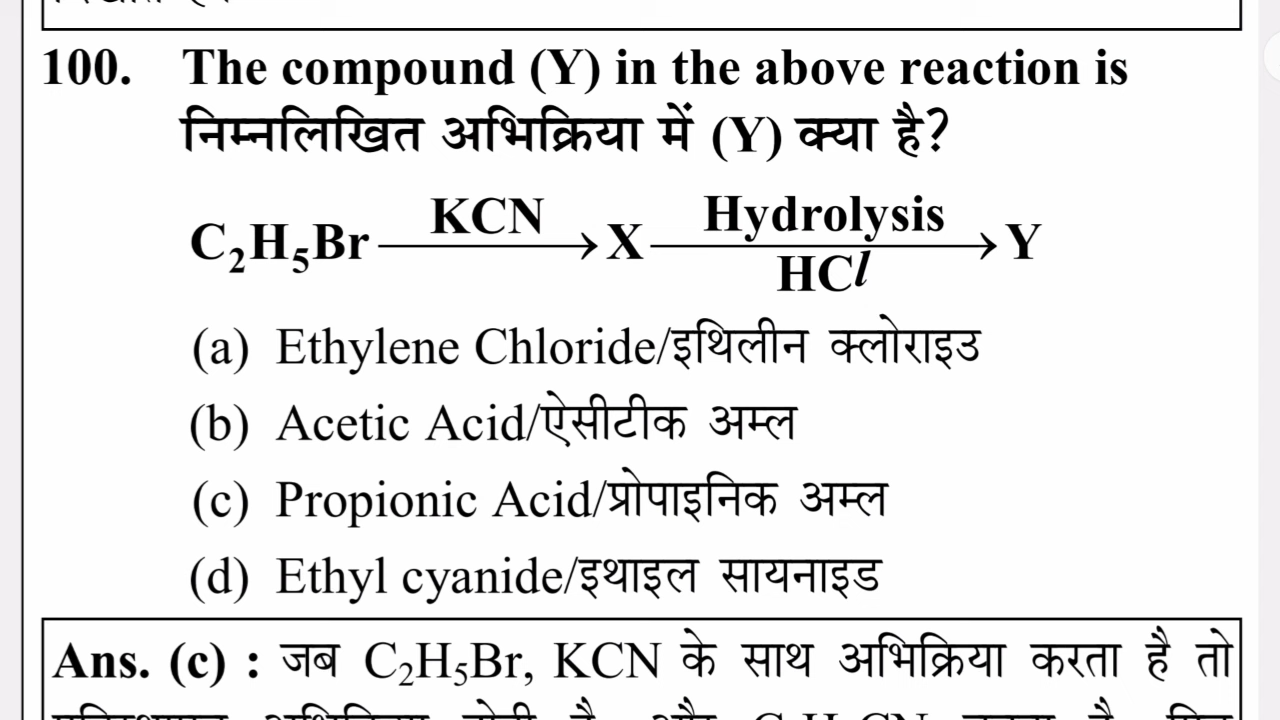 100. The compound (Y) in the above reaction is
निम्नलिखित अभिक्रिया में (Y) क्या है?
C₂H₅Br —KCN→ X —Hydrolysis/HCl→ Y
(a) Ethylene Chloride/इथिलीन क्लोराइउ
(b) Acetic Acid/ऐसीटीक अम्ल
(c) Propionic Acid/प्रोपाइनिक अम्ल
(d) Ethyl cyanide/इथाइल सायनाइड
Ans. (c) : जब C₂H₅Br, KCN के साथ अभिक्रिया करता है तो